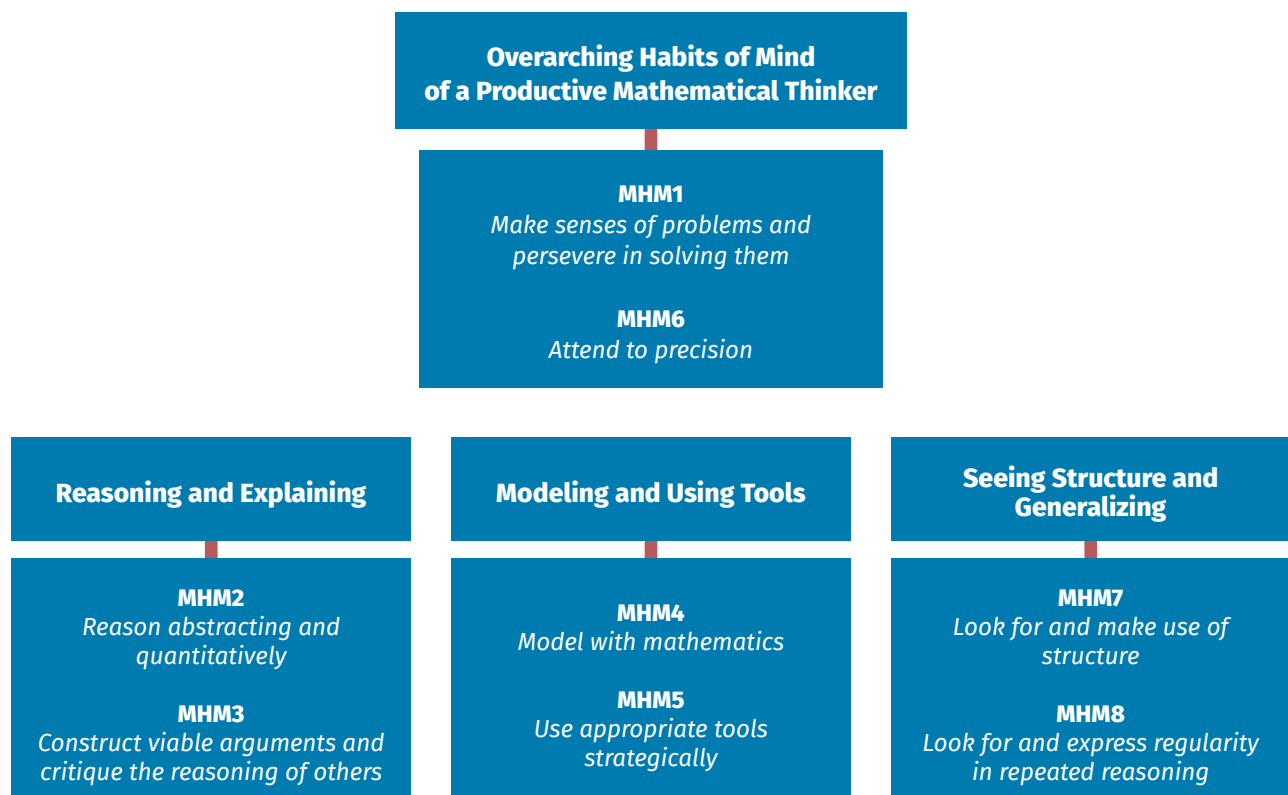 Overarching Habits of Mind
of a Productive Mathematical Thinker
MHM1
Make senses of problems and
persevere in solving them
MHM6
Attend to precision
Reasoning and Explaining
MHM2
Reason abstracting and
quantitatively
MHM3
Construct viable arguments and
critique the reasoning of others
Modeling and Using Tools
MHM4
Model with mathematics
MHM5
Use appropriate tools
strategically
Seeing Structure and
Generalizing
MHM7
Look for and make use of
structure
MHM8
Look for and express regularity
in repeated reasoning